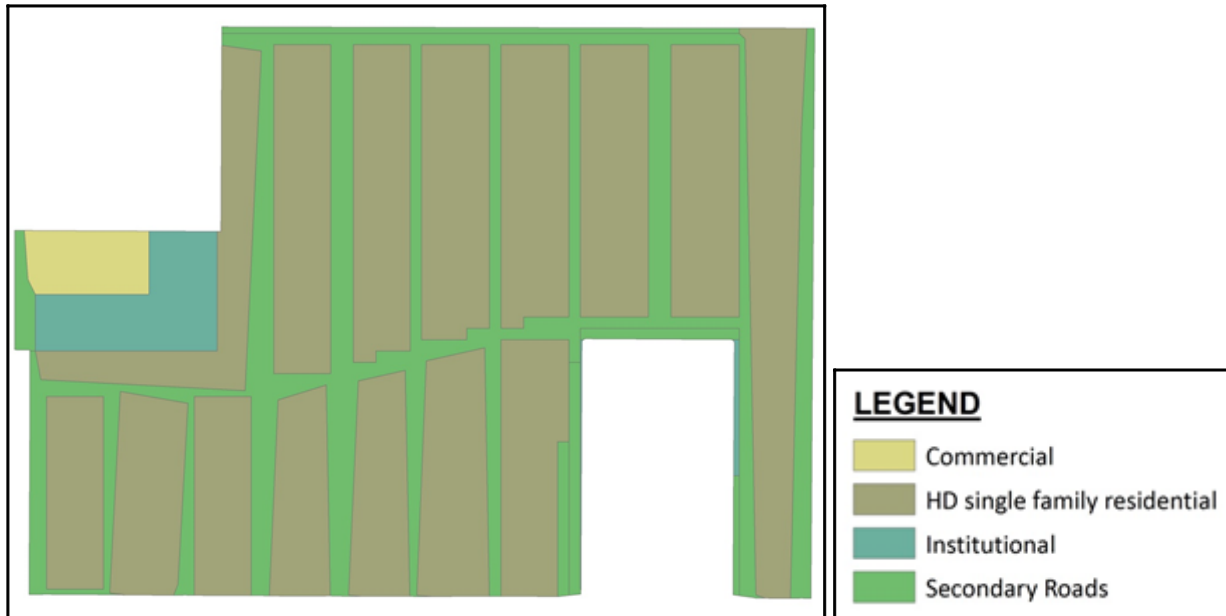 LEGEND
Commercial
HD single family residential
Institutional
Secondary Roads